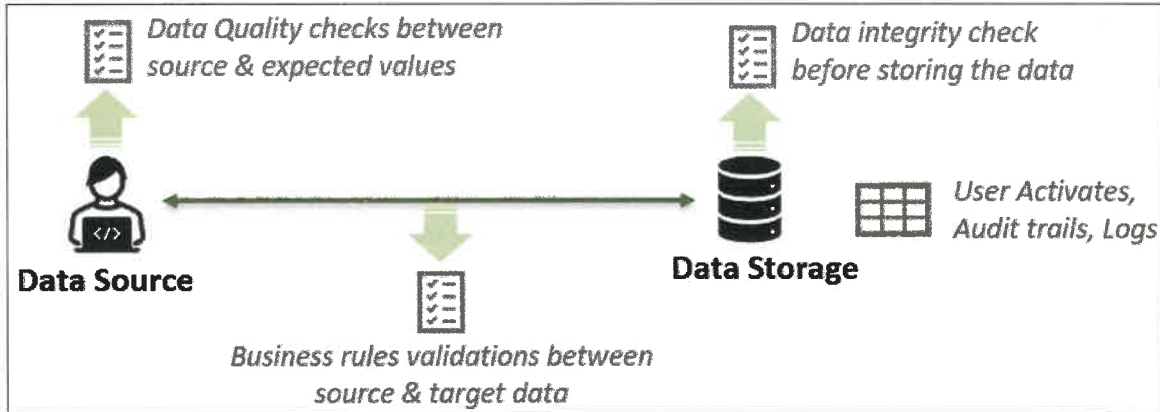 Data Quality checks between
source & expected values
Data integrity check
before storing the data
</>
User Activates,
Audit trails, Logs
Data Source
Data Storage
Business rules validations between
source & target data